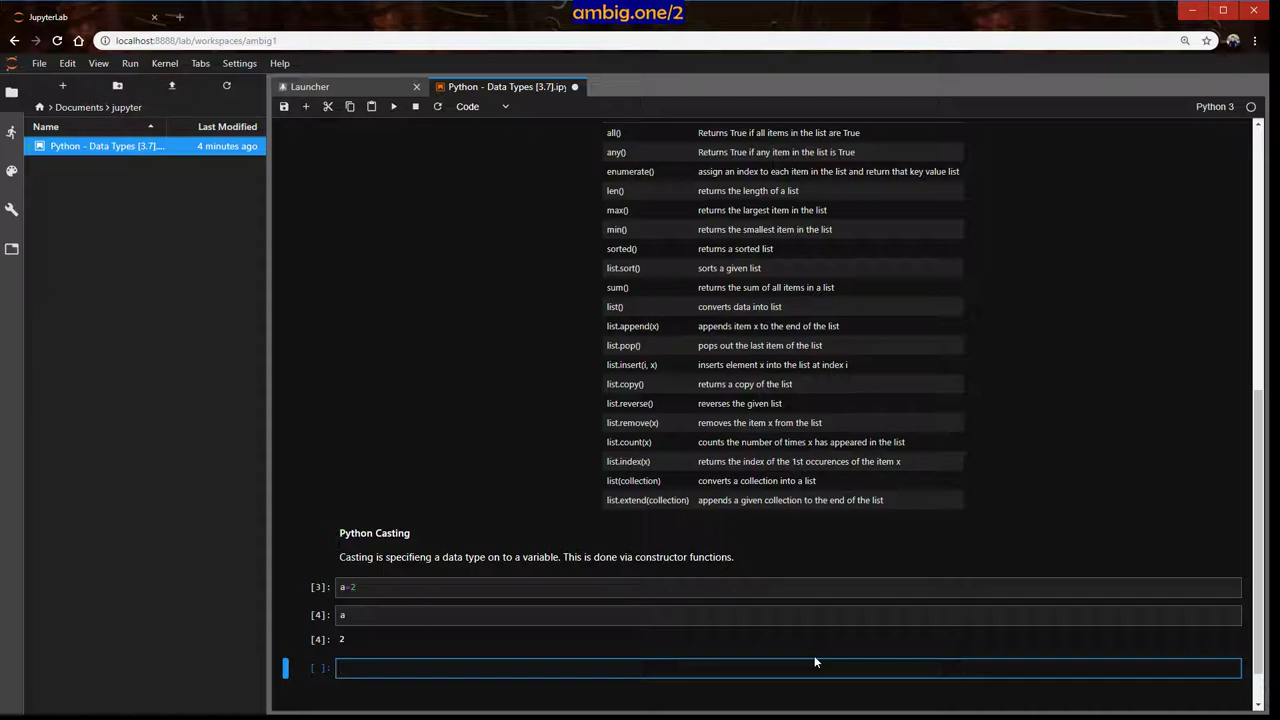 ambig.one/2
JupyterLab
localhost:8888/lab/workspaces/ambig1
File Edit View Run Kernel Tabs Settings Help
Launcher
Python - Data Types [3.7].ipy
Documents jupyter
Code
Python 3
Name Last Modified
Python - Data Types [3.7].... 4 minutes ago
all() Returns True if all items in the list are True
any() Returns True if any item in the list is True
enumerate() assign an index to each item in the list and return that key value list
len() returns the length of a list
max() returns the largest item in the list
min() returns the smallest item in the list
sorted() returns a sorted list
list.sort() sorts a given list
sum() returns the sum of all items in a list
list() converts data into list
list.append(x) appends item x to the end of the list
list.pop() pops out the last item of the list
list.insert(i, x) inserts element x into the list at index i
list.copy() returns a copy of the list
list.reverse() reverses the given list
list.remove(x) removes the item x from the list
list.count(x) counts the number of times x has appeared in the list
list.index(x) returns the index of the 1st occurences of the item x
list(collection) converts a collection into a list
list.extend(collection) appends a given collection to the end of the list
Python Casting
Casting is specifieng a data type on to a variable. This is done via constructor functions.
[3]: a=2
[4]: a
[4]: 2
[ ]: